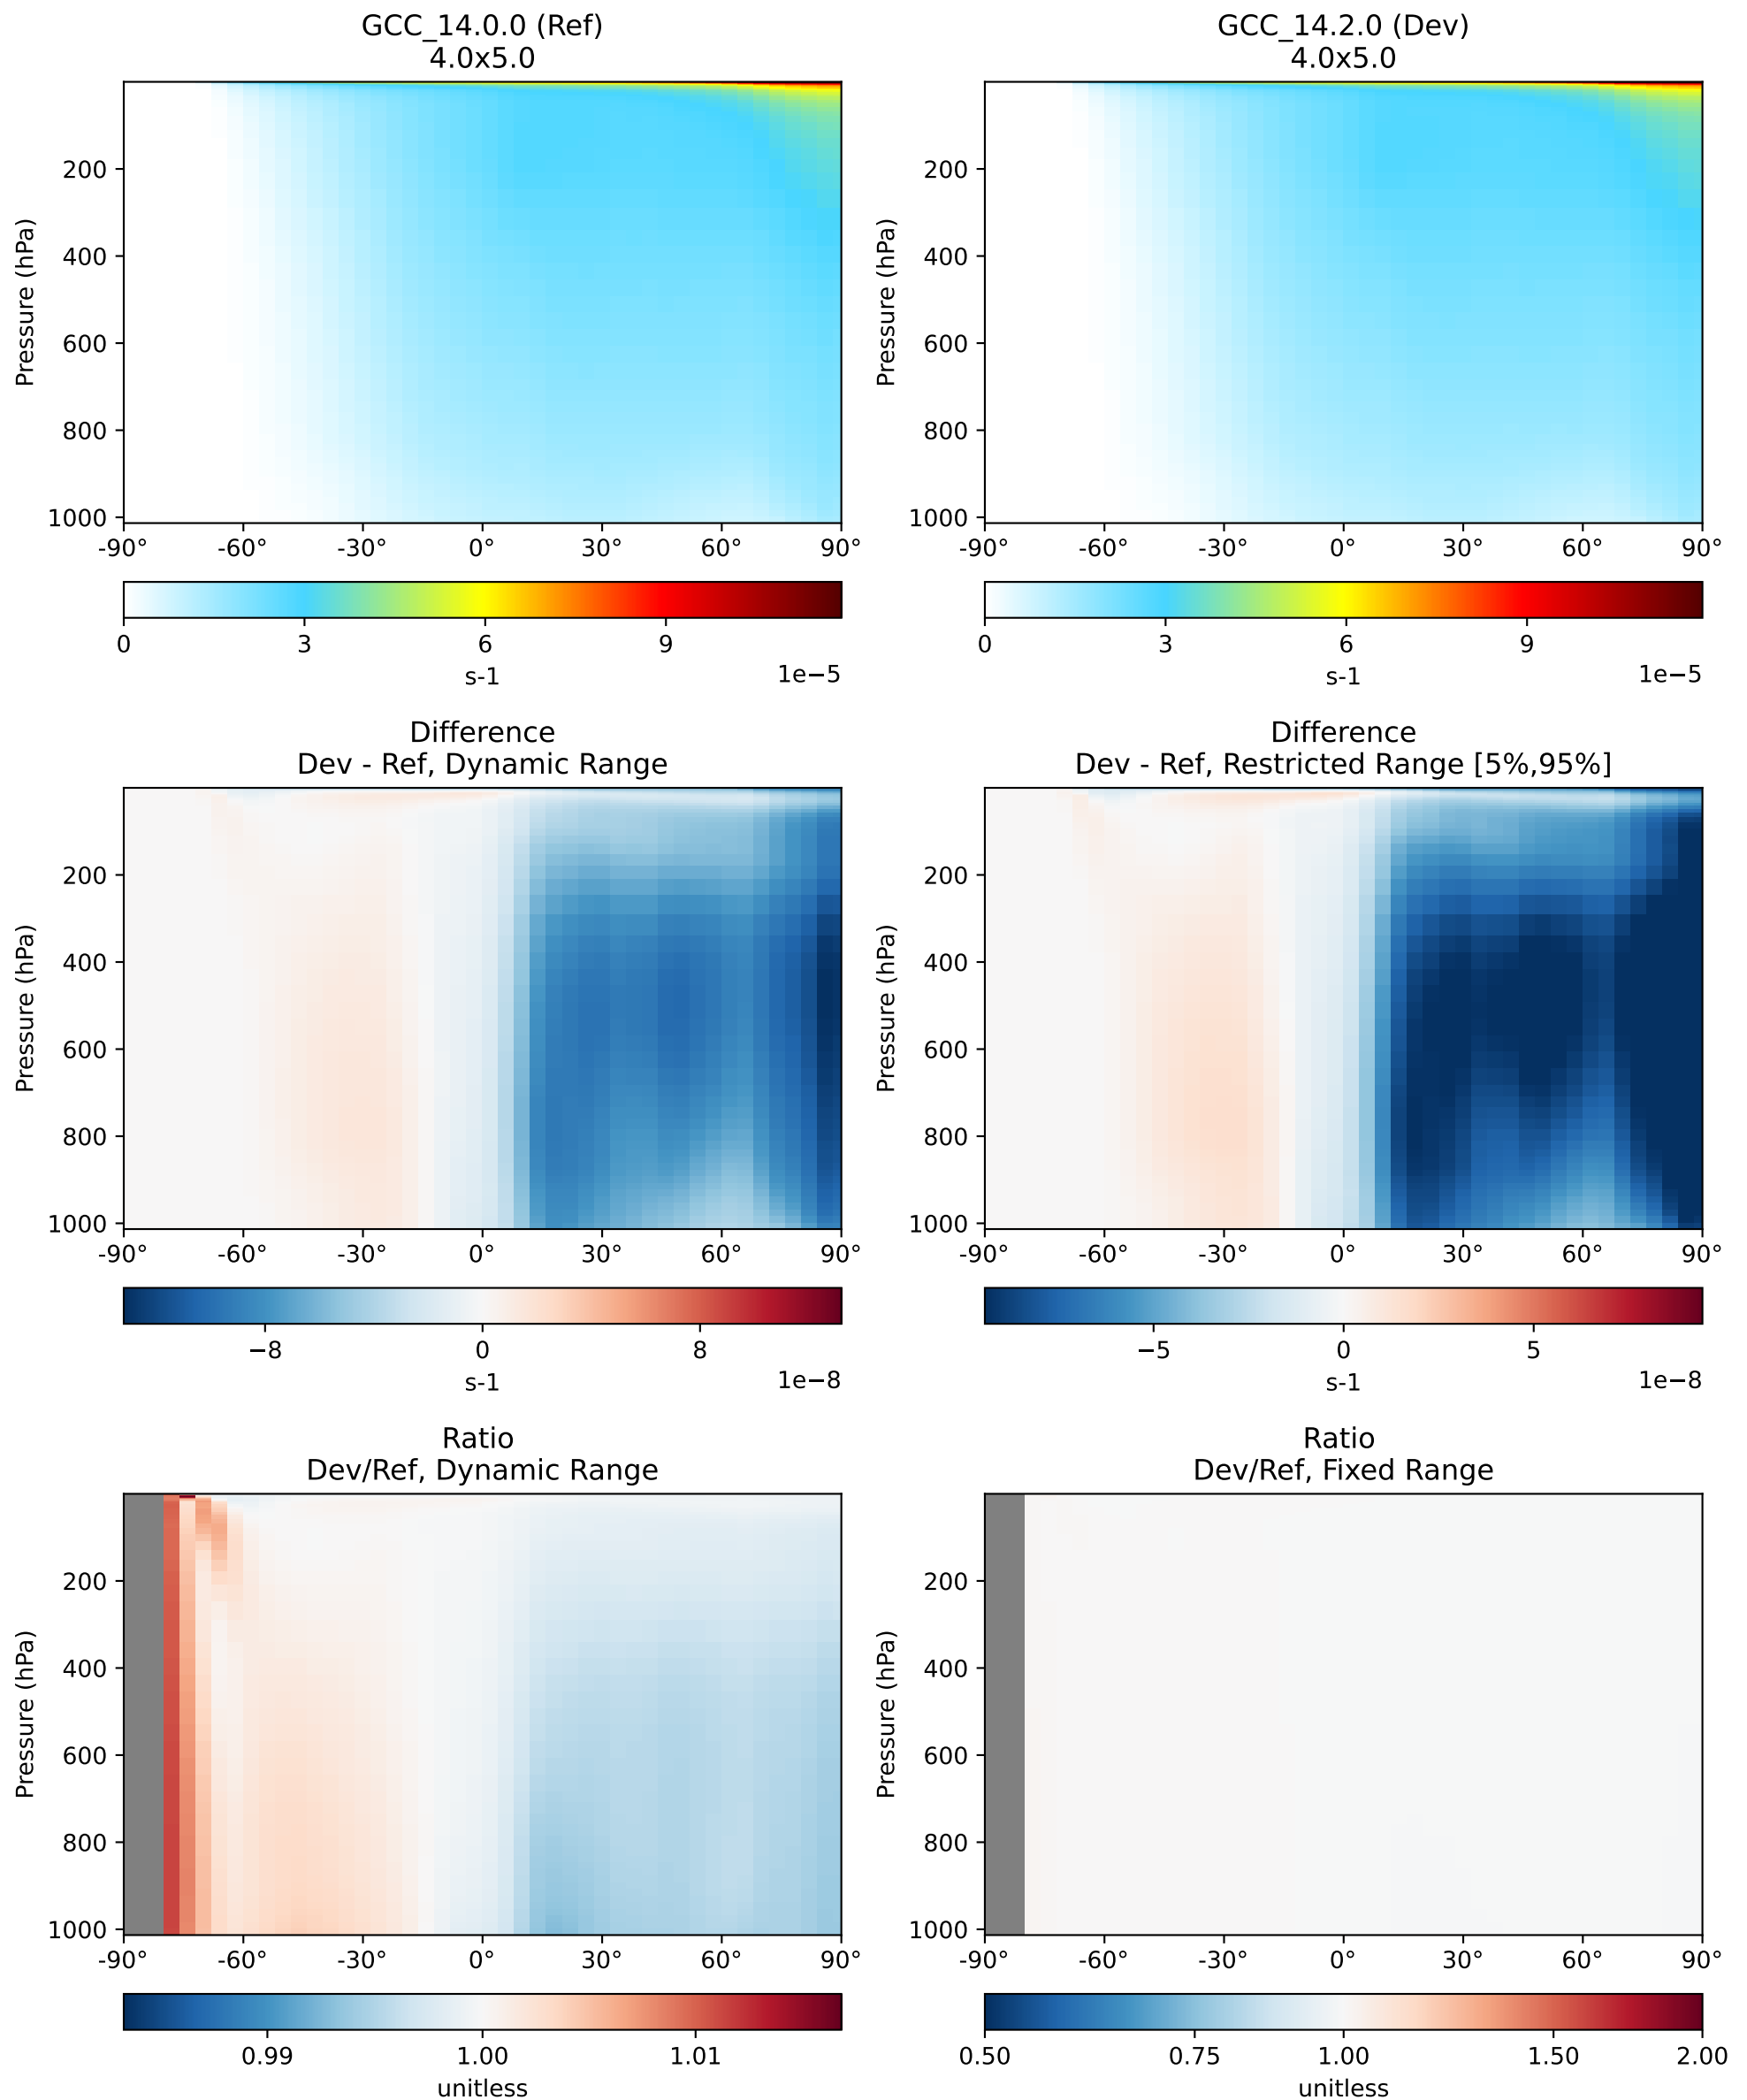 GCC_14.0.0 (Ref)
4.0x5.0
Pressure (hPa)
200
400
600
800
1000
-90° -60° -30° 0° 30° 60° 90°
0 3 6 9
s-1 1e−5
GCC_14.2.0 (Dev)
4.0x5.0
Pressure (hPa)
200
400
600
800
1000
-90° -60° -30° 0° 30° 60° 90°
0 3 6 9
s-1 1e−5
Difference
Dev - Ref, Dynamic Range
Pressure (hPa)
200
400
600
800
1000
-90° -60° -30° 0° 30° 60° 90°
−8 0 8
s-1 1e−8
Difference
Dev - Ref, Restricted Range [5%,95%]
Pressure (hPa)
200
400
600
800
1000
-90° -60° -30° 0° 30° 60° 90°
−5 0 5
s-1 1e−8
Ratio
Dev/Ref, Dynamic Range
Pressure (hPa)
200
400
600
800
1000
-90° -60° -30° 0° 30° 60° 90°
0.99 1.00 1.01
unitless
Ratio
Dev/Ref, Fixed Range
Pressure (hPa)
200
400
600
800
1000
-90° -60° -30° 0° 30° 60° 90°
0.50 0.75 1.00 1.50 2.00
unitless